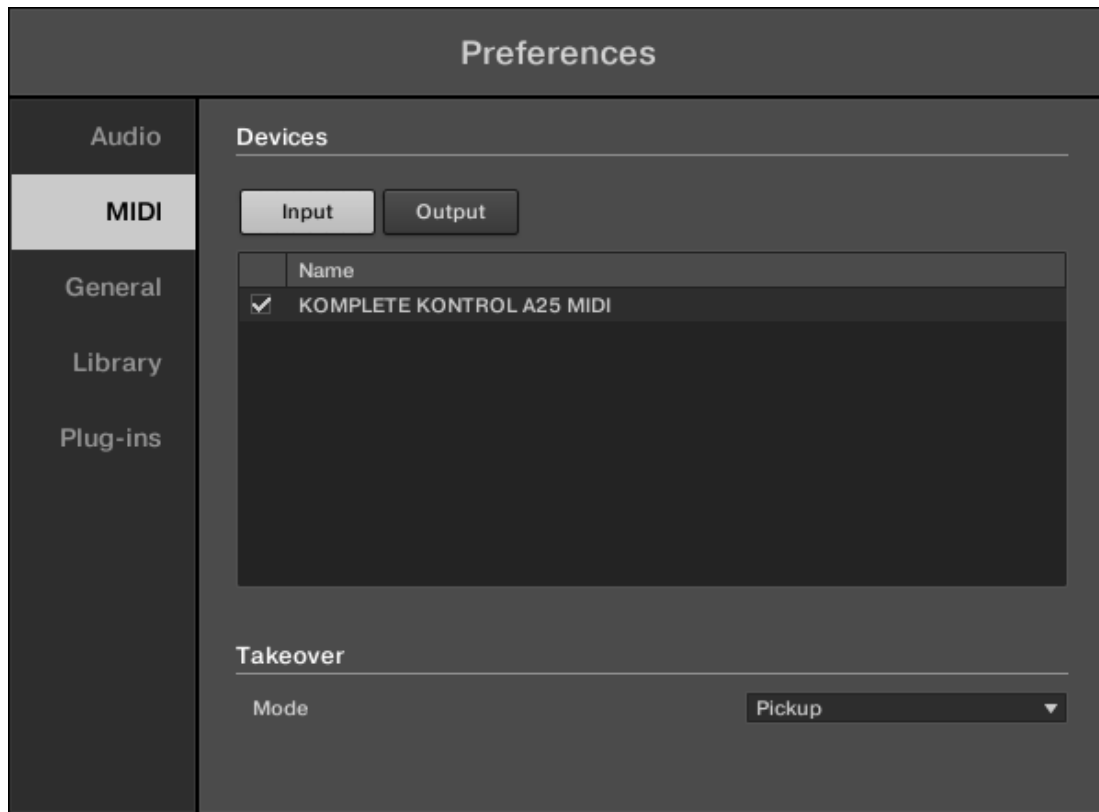 Preferences
Audio
MIDI
General
Library
Plug-ins
Devices
Input Output
Name
KOMPLETE KONTROL A25 MIDI
Takeover
Mode Pickup